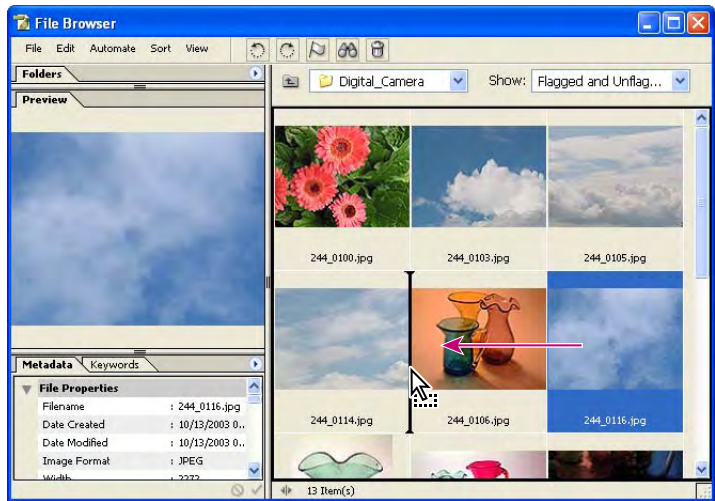 File Browser
File Edit Automate Sort View
Folders
Digital_Camera Show: Flagged and Unflag...
Preview
244_0100.jpg 244_0103.jpg 244_0105.jpg
244_0114.jpg 244_0106.jpg 244_0116.jpg
Metadata Keywords
File Properties
Filename : 244_0116.jpg
Date Created : 10/13/2003 0..
Date Modified : 10/13/2003 0..
Image Format : JPEG
Width : 2272
13 Item(s)